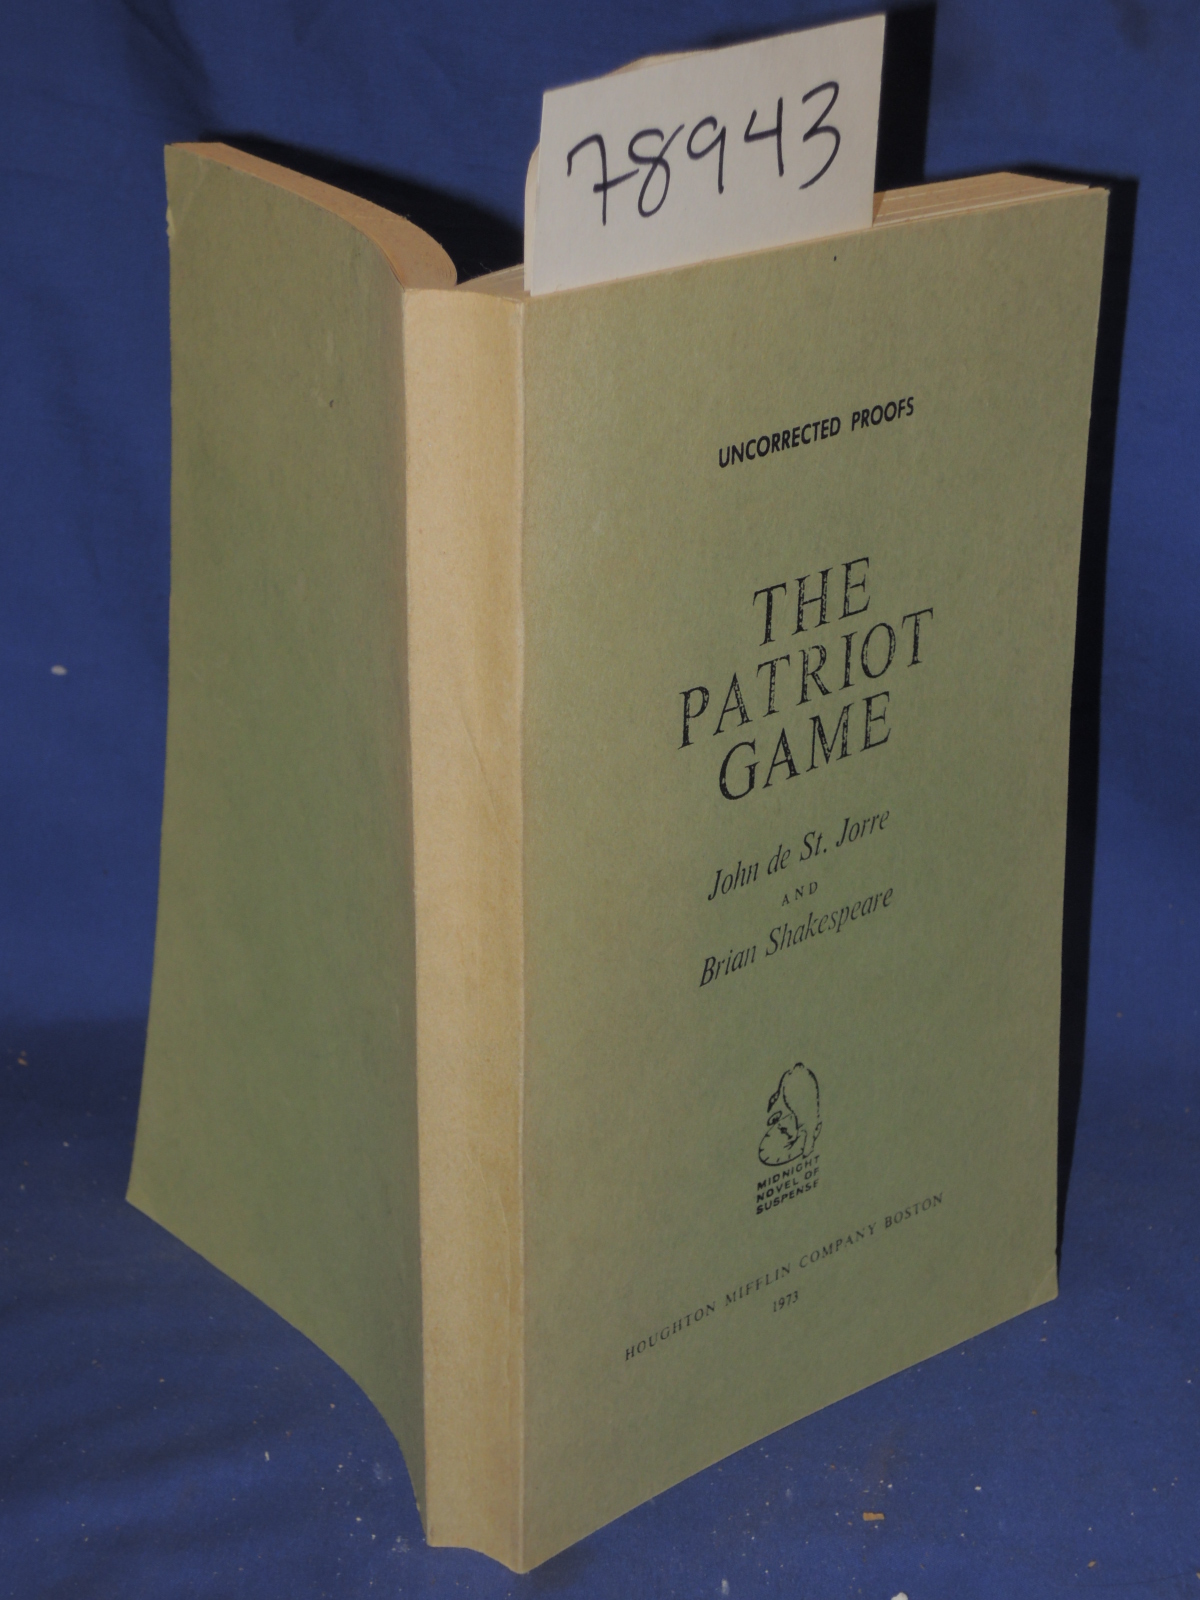 78943
UNCORRECTED PROOFS
THE
PATRIOT
GAME
John de St. Jorre
AND
Brian Shakespeare
MIDNIGHT
NOVEL OF
SUSPENSE
HOUGHTON MIFFLIN COMPANY BOSTON
1973